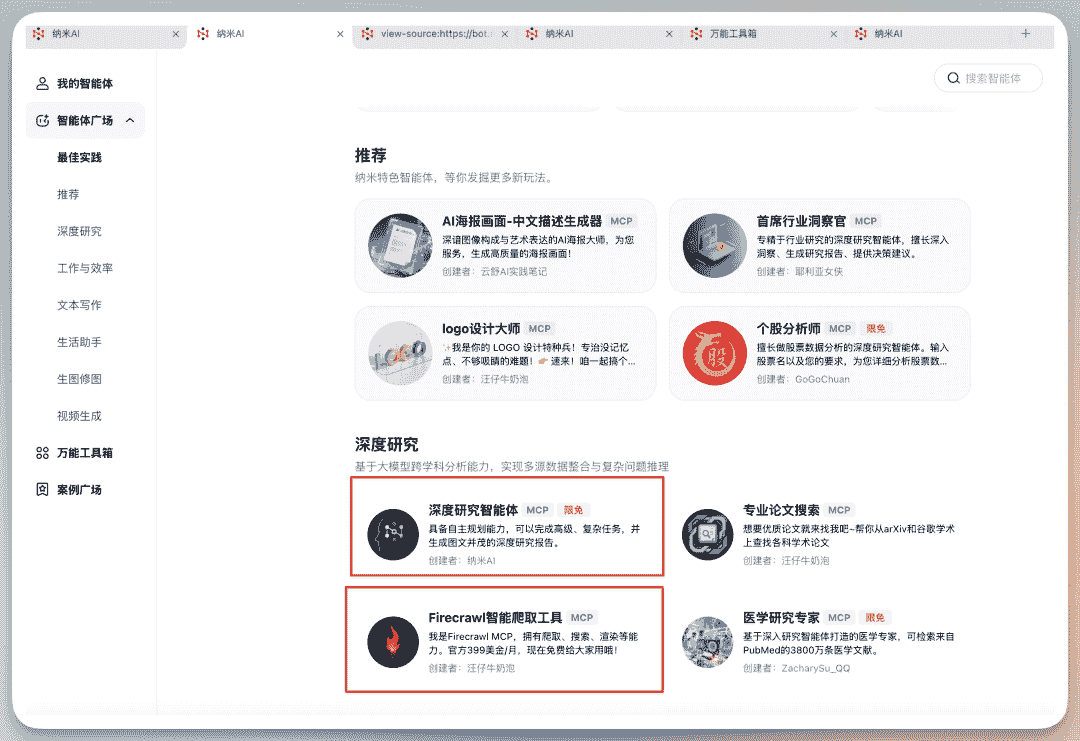 纳米AI
纳米AI
view-source:https://bot.
纳米AI
万能工具箱
纳米AI
搜索智能体
我的智能体
智能体广场
最佳实践
推荐
深度研究
工作与效率
文本写作
生活助手
生图修图
视频生成
万能工具箱
案例广场
推荐
纳米特色智能体，等你发掘更多新玩法。
AI海报画面-中文描述生成器 MCP
深谙图像构成与艺术表达的AI海报大师，为您
服务，生成高质量的海报画面！
创建者：云舒AI实践笔记
首席行业洞察官 MCP
专精于行业研究的深度研究智能体，擅长深入
洞察、生成研究报告、提供决策建议。
创建者：耶利亚女侠
LOGO
logo设计大师 MCP
✨我是你的 LOGO 设计特种兵！专治没记忆
点、不够吸睛的难题！👉 速来！咱一起搞个...
创建者：汪仔牛奶泡
股
个股分析师 MCP 限免
擅长做股票数据分析的深度研究智能体。输入
股票名以及您的要求，为您详细分析股票数...
创建者：GoGoChuan
深度研究
基于大模型跨学科分析能力，实现多源数据整合与复杂问题推理
深度研究智能体 MCP 限免
具备自主规划能力，可以完成高级、复杂任务，并
生成图文并茂的深度研究报告。
创建者：纳米AI
专业论文搜索 MCP
想要优质论文就来找我吧~帮你从arXiv和谷歌学术
上查找各科学术论文
创建者：汪仔牛奶泡
Firecrawl智能爬取工具 MCP
我是Firecrawl MCP，拥有爬取、搜索、渲染等能
力。官方399美金/月，现在免费给大家用哦！
创建者：汪仔牛奶泡
医学研究专家 MCP 限免
基于深入研究智能体打造的医学专家，可检索来自
PubMed的3800万条医学文献。
创建者：ZacharySu_QQ